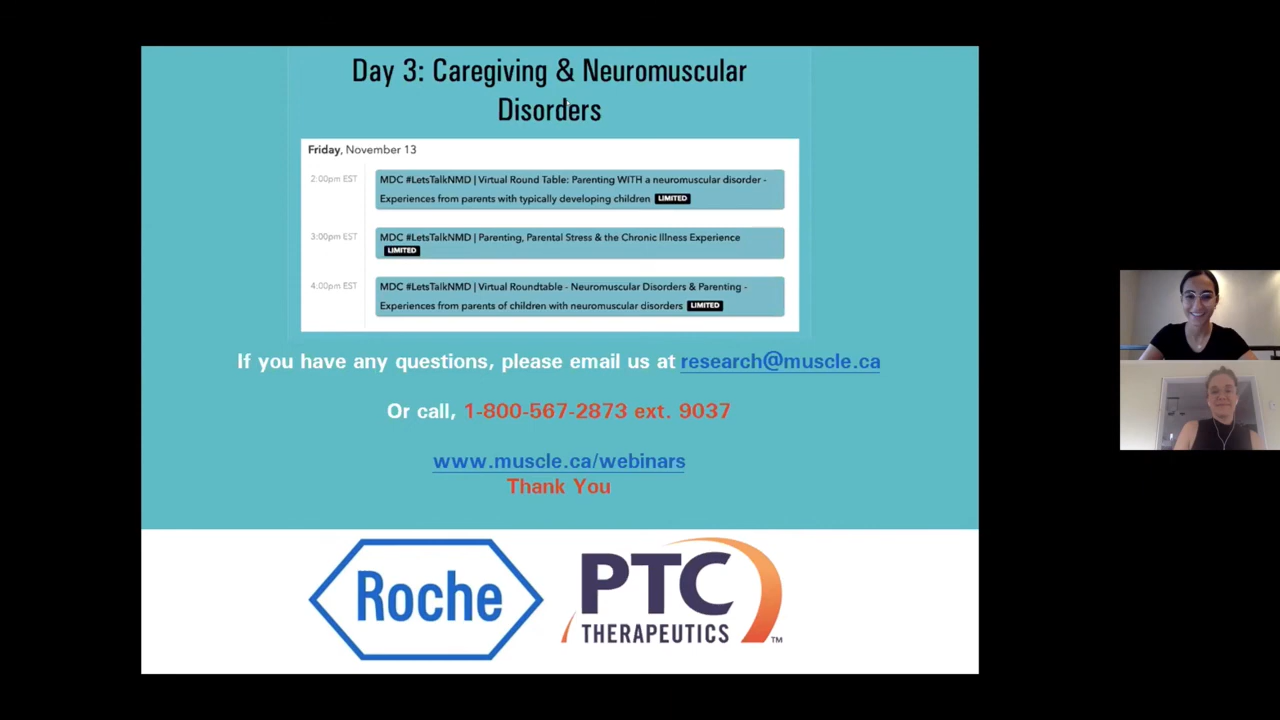 Day 3: Caregiving & Neuromuscular
Disorders
Friday, November 13
2:00pm EST
MDC #LetsTalkNMD | Virtual Round Table: Parenting WITH a neuromuscular disorder -
Experiences from parents with typically developing children LIMITED
3:00pm EST
MDC #LetsTalkNMD | Parenting, Parental Stress & the Chronic Illness Experience
LIMITED
4:00pm EST
MDC #LetsTalkNMD | Virtual Roundtable - Neuromuscular Disorders & Parenting -
Experiences from parents of children with neuromuscular disorders LIMITED
If you have any questions, please email us at research@muscle.ca
Or call, 1-800-567-2873 ext. 9037
www.muscle.ca/webinars
Thank You
Roche
PTC
THERAPEUTICS
TM